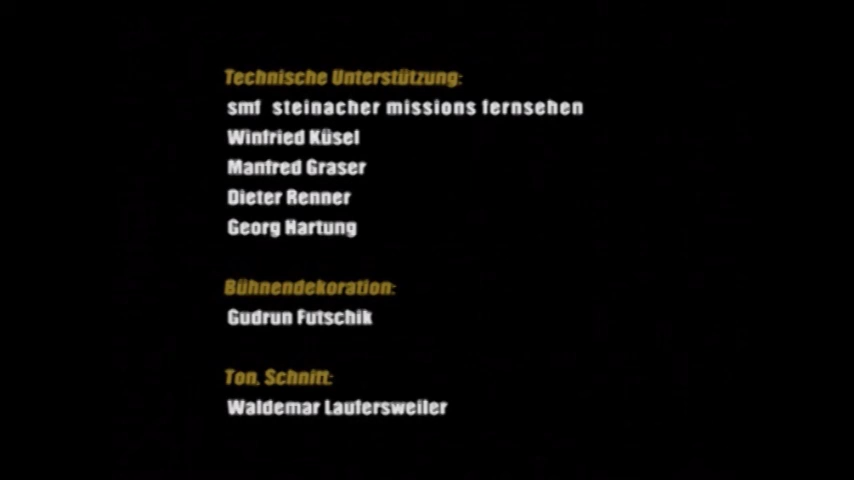 Technische Unterstützung:
smf steinacher missions fernsehen
Winfried Küsel
Manfred Graser
Dieter Renner
Georg Hartung
Bühnendekoration:
Gudrun Futschik
Ton, Schnitt:
Waldemar Laufersweiler